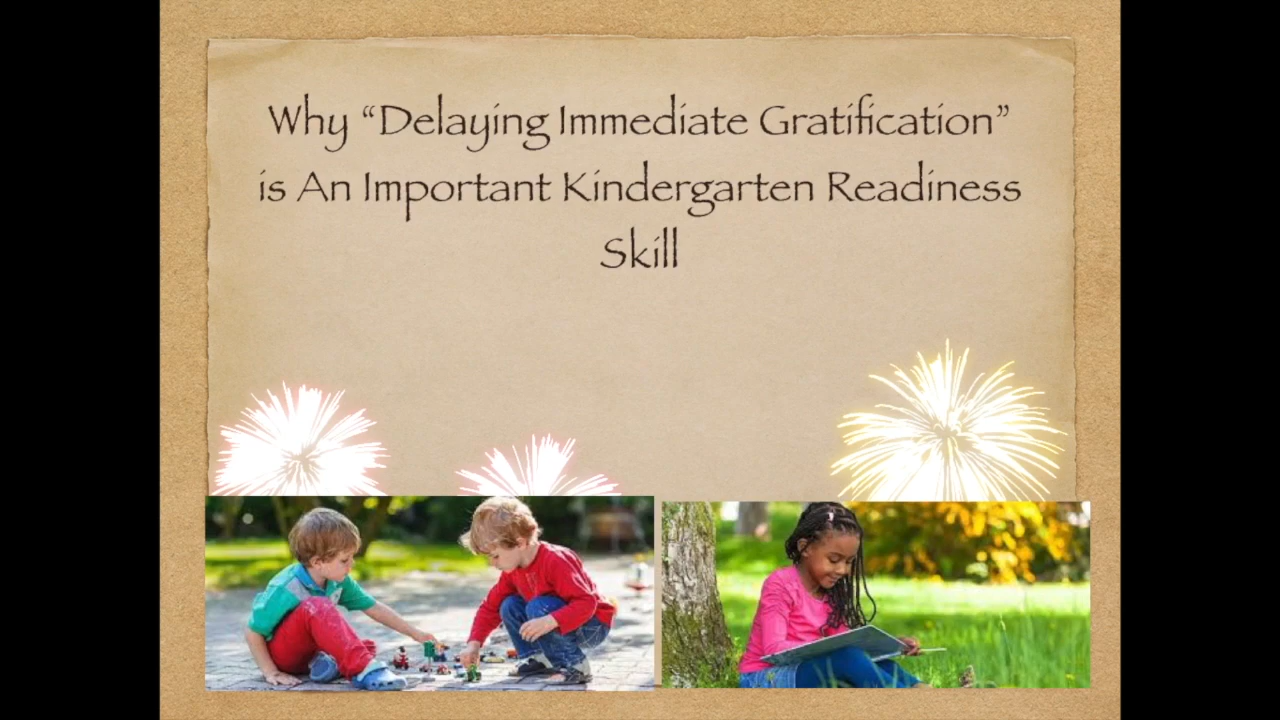 Why “Delaying Immediate Gratification”
is An Important Kindergarten Readiness
Skill